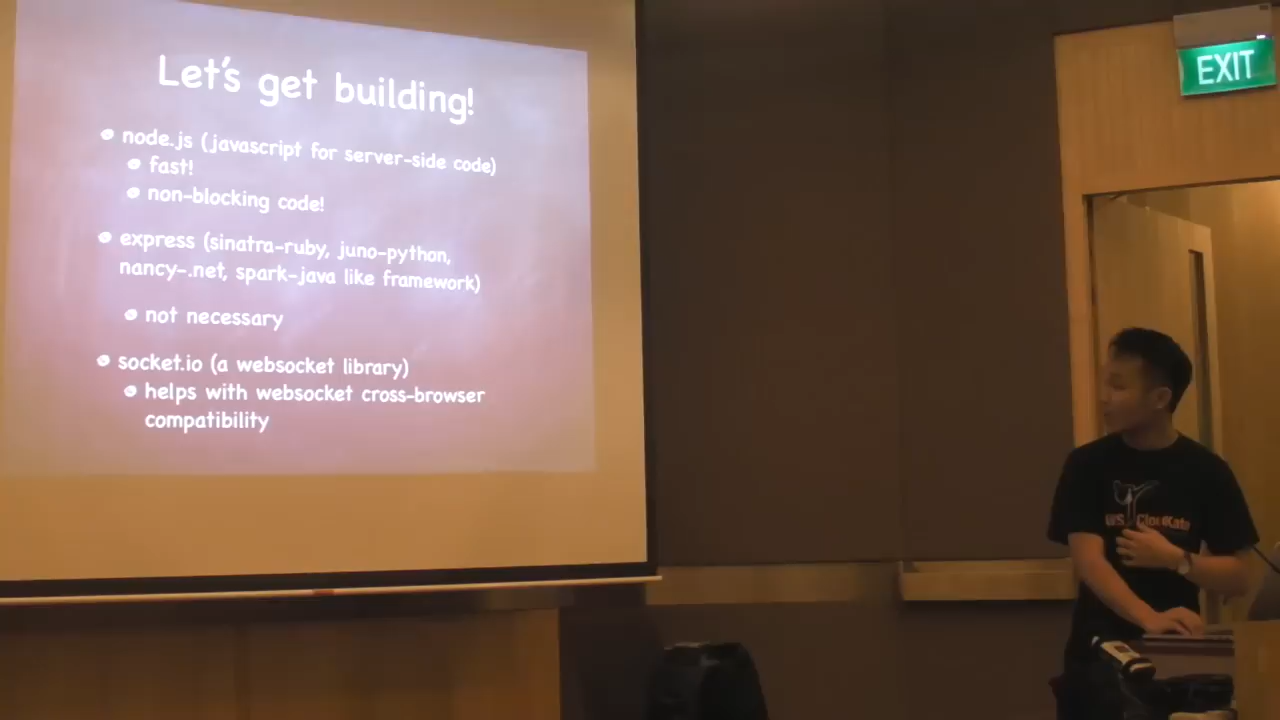 Let's get building!
node.js (javascript for server-side code)
fast!
non-blocking code!
express (sinatra-ruby, juno-python,
nancy-.net, spark-java like framework)
not necessary
socket.io (a websocket library)
helps with websocket cross-browser
compatibility
EXIT